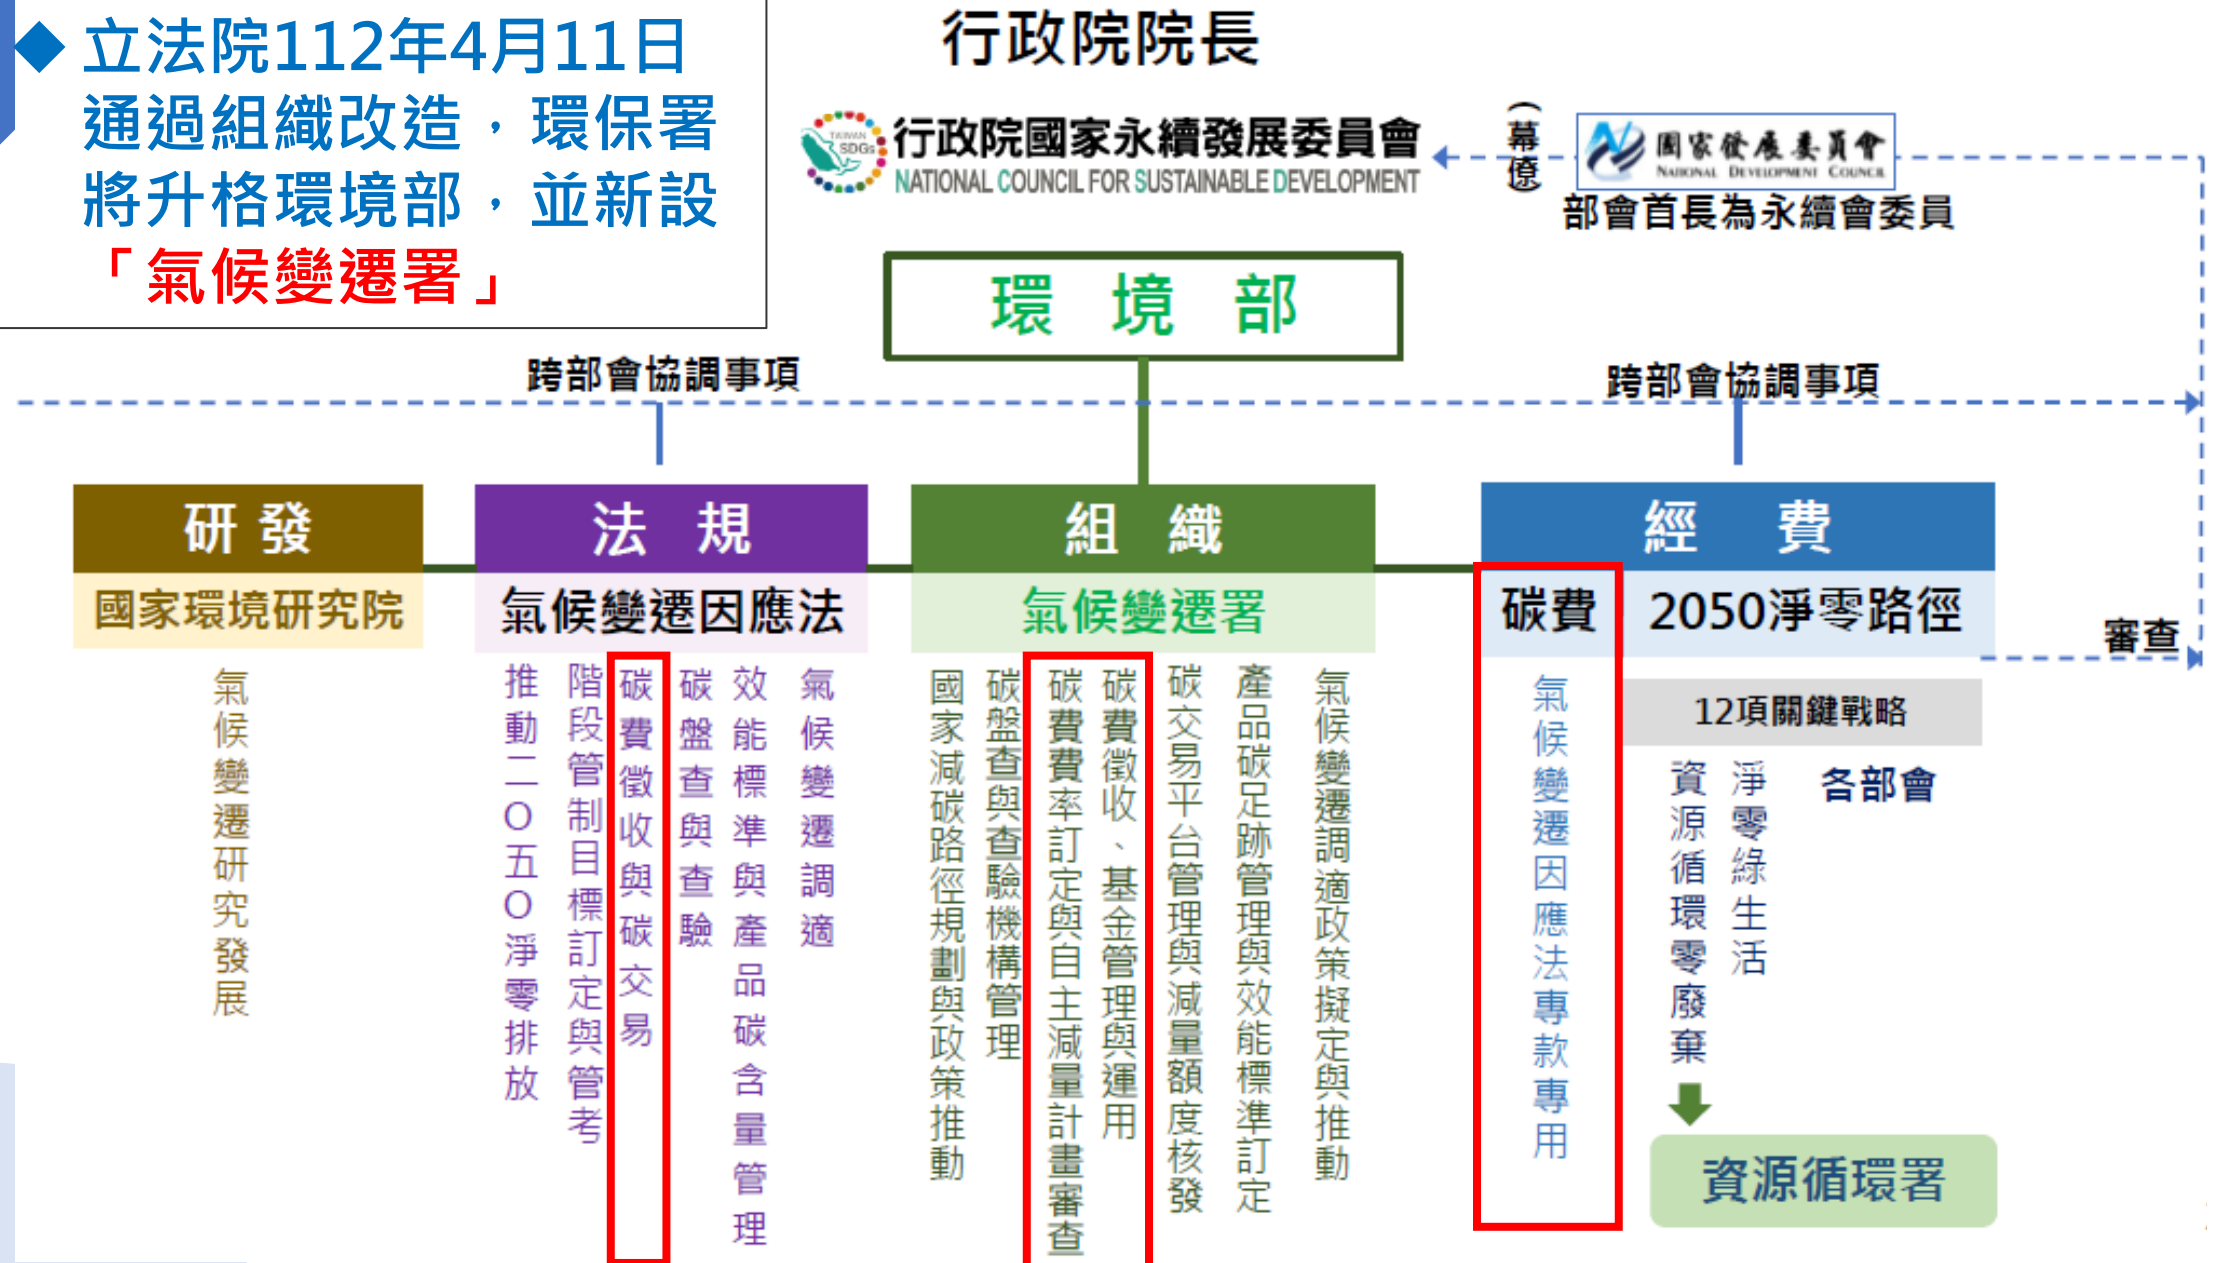 ◆ 立法院112年4月11日
通過組織改造，環保署
將升格環境部，並新設
「氣候變遷署」
行政院院長
TAIWAN
SDGs
行政院國家永續發展委員會
NATIONAL COUNCIL FOR SUSTAINABLE DEVELOPMENT
(幕僚)
國家發展委員會
NATIONAL DEVELOPMENT COUNCIL
部會首長為永續會委員
環境部
跨部會協調事項
跨部會協調事項
研發
國家環境研究院
氣候變遷研究發展
法規
氣候變遷因應法
推動二O五O淨零排放
階段管制目標訂定與管考
碳費徵收與碳交易
碳盤查與查驗
效能標準與產品碳含量管理
氣候變遷調適
組織
氣候變遷署
國家減碳路徑規劃與政策推動
碳盤查與查驗機構管理
碳費費率訂定與自主減量計畫審查
碳費徵收、基金管理與運用
碳交易平台管理與減量額度核發
產品碳足跡管理與效能標準訂定
氣候變遷調適政策擬定與推動
經費
碳費
氣候變遷因應法專款專用
2050淨零路徑
12項關鍵戰略
資源循環零廢棄
淨零綠生活
各部會
資源循環署
審查